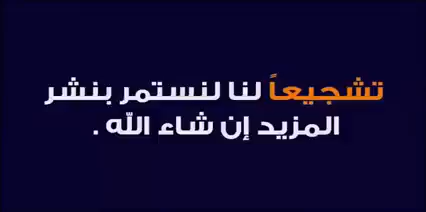 تشجيعاً لنا لنستمر بنشر
المزيد إن شاء الله .